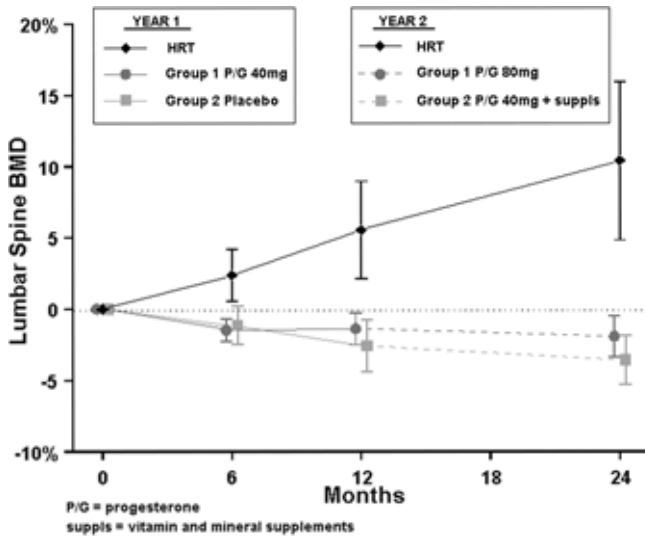 YEAR 1
HRT
Group 1 P/G 40mg
Group 2 Placebo
YEAR 2
HRT
Group 1 P/G 80mg
Group 2 P/G 40mg + suppls
20%
15
10
5
0
-5
-10%
Lumbar Spine BMD
0
6
12
18
24
Months
P/G = progesterone
suppls = vitamin and mineral supplements